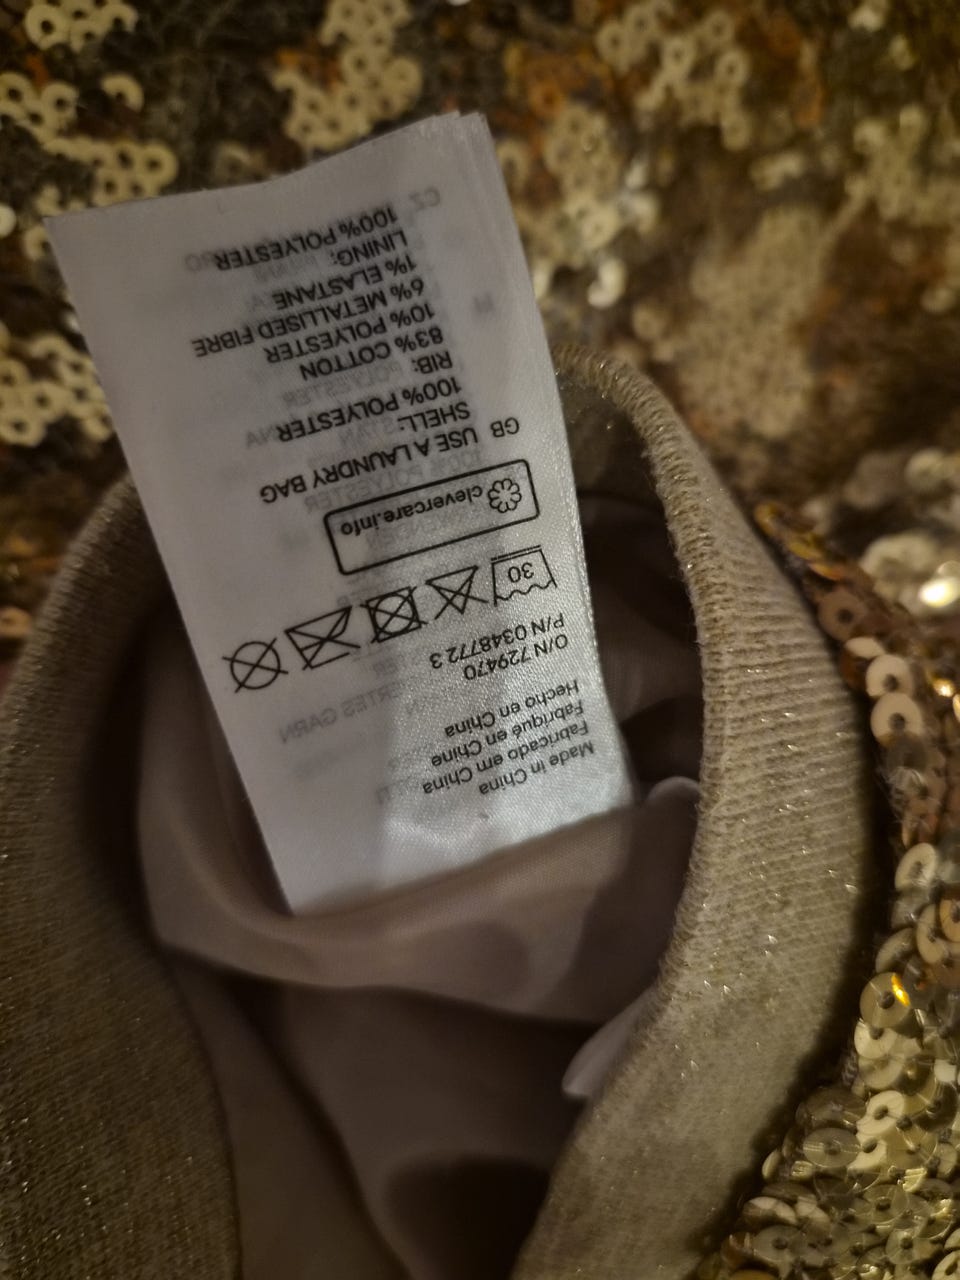 Made in China
Fabricado em China
Fabriqué en Chine
Hecho en China
O/N 729470
P/N 0348772 3
30
clevercare.info
GB USE A LAUNDRY BAG
SHELL:
100% POLYESTER
RIB:
83% COTTON
10% POLYESTER
6% METALLISED FIBRE
1% ELASTANE
LINING:
100% POLYESTER
CZ